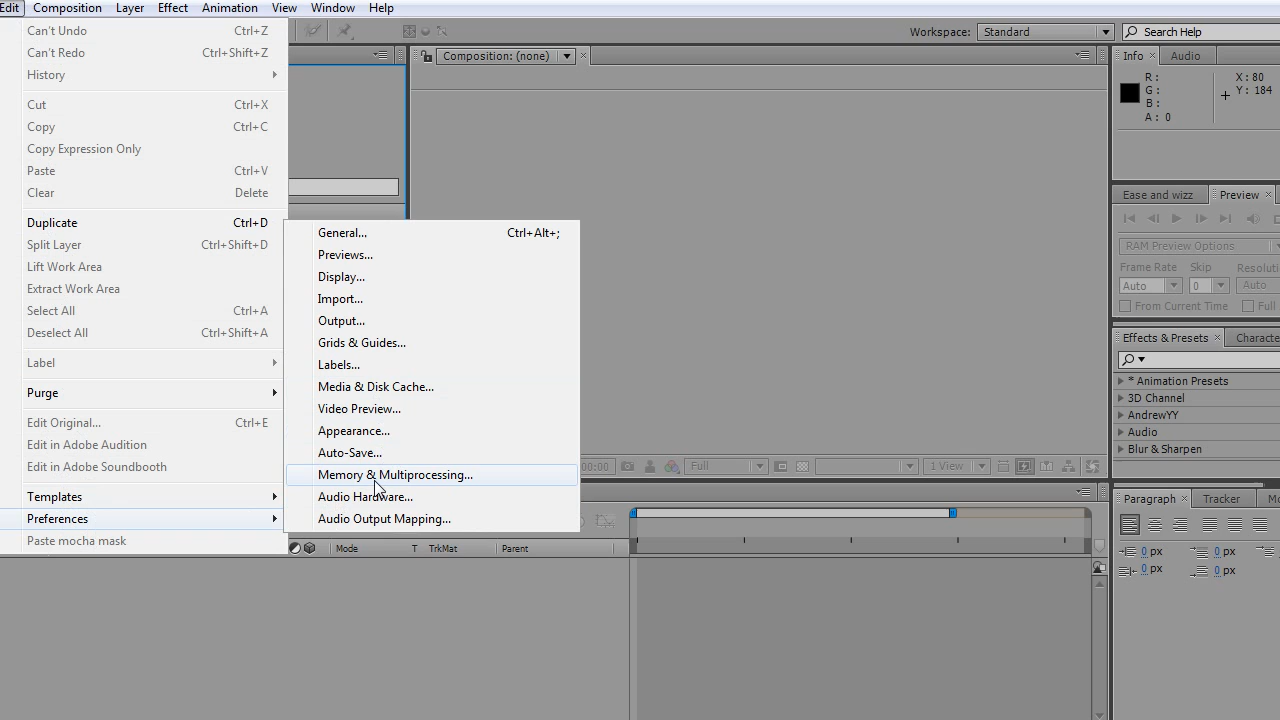 Edit Composition Layer Effect Animation View Window Help
Workspace: Standard Search Help
Composition: (none)
Info Audio
R:
G:
B:
A: 0
X: 80
Y: 184
Can't Undo Ctrl+Z
Can't Redo Ctrl+Shift+Z
History
Cut Ctrl+X
Copy Ctrl+C
Copy Expression Only
Paste Ctrl+V
Clear Delete
Duplicate Ctrl+D
Split Layer Ctrl+Shift+D
Lift Work Area
Extract Work Area
Select All Ctrl+A
Deselect All Ctrl+Shift+A
Label
Purge
Edit Original... Ctrl+E
Edit in Adobe Audition
Edit in Adobe Soundbooth
Templates
Preferences
Paste mocha mask
General... Ctrl+Alt+;
Previews...
Display...
Import...
Output...
Grids & Guides...
Labels...
Media & Disk Cache...
Video Preview...
Appearance...
Auto-Save...
Memory & Multiprocessing...
Audio Hardware...
Audio Output Mapping...
Ease and wizz Preview
RAM Preview Options
Frame Rate Skip Resoluti
Auto 0 Auto
From Current Time Full
Effects & Presets Characte
* Animation Presets
3D Channel
AndrewYY
Audio
Blur & Sharpen
:00:00 Full 1 View
Paragraph Tracker Mo
0 px 0 px
0 px 0 px
Mode T TrkMat Parent